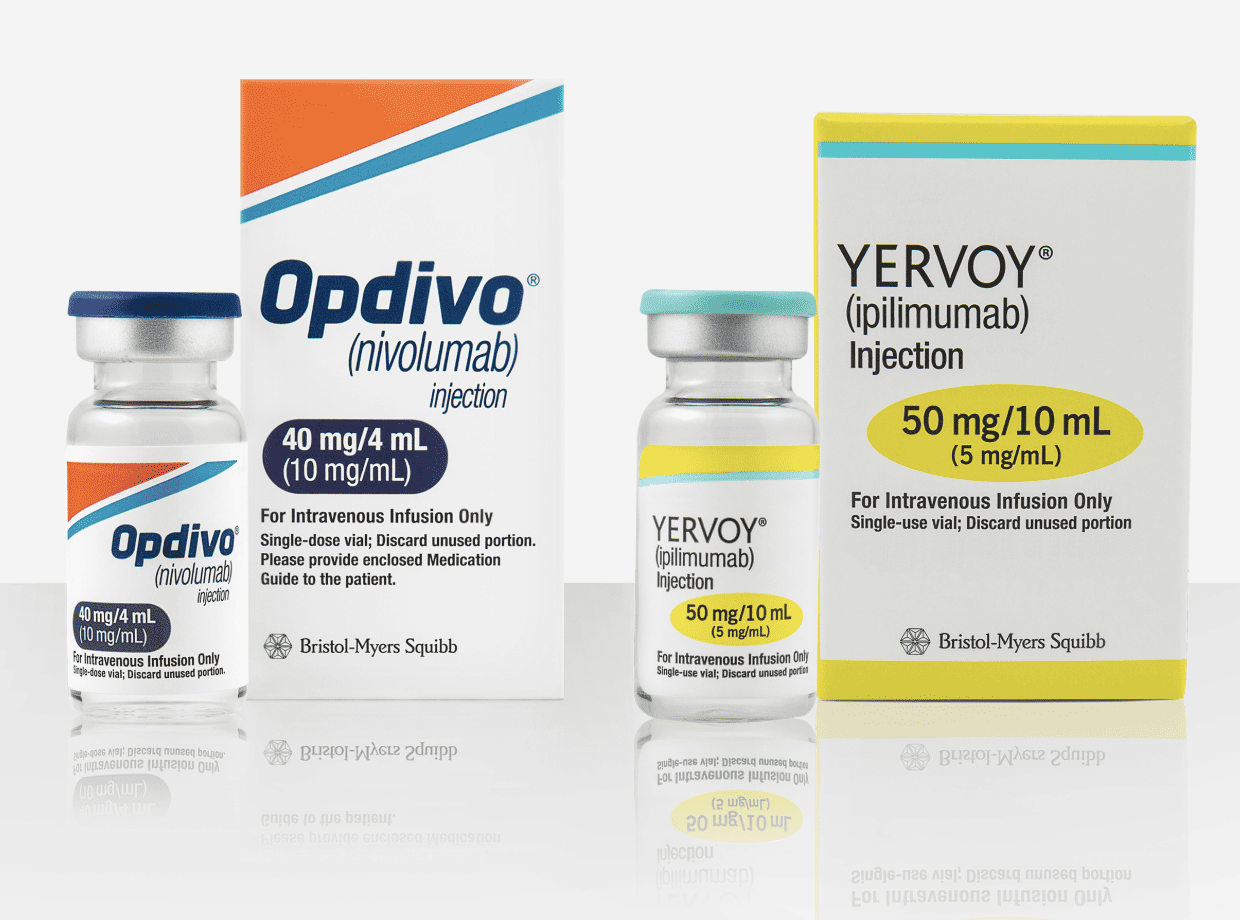 Opdivo®
(nivolumab)
injection
40 mg/4 mL
(10 mg/mL)
For Intravenous Infusion Only
Single-dose vial; Discard unused portion.
Please provide enclosed Medication
Guide to the patient.
Bristol-Myers Squibb
Opdivo®
(nivolumab)
injection
40 mg/4 mL
(10 mg/mL)
For Intravenous Infusion Only
Single-dose vial; Discard unused portion.
YERVOY®
(ipilimumab)
Injection
50 mg/10 mL
(5 mg/mL)
For Intravenous Infusion Only
Single-use vial; Discard unused portion
YERVOY®
(ipilimumab)
Injection
50 mg/10 mL
(5 mg/mL)
For Intravenous Infusion Only
Single-use vial; Discard unused portion
Bristol-Myers Squibb